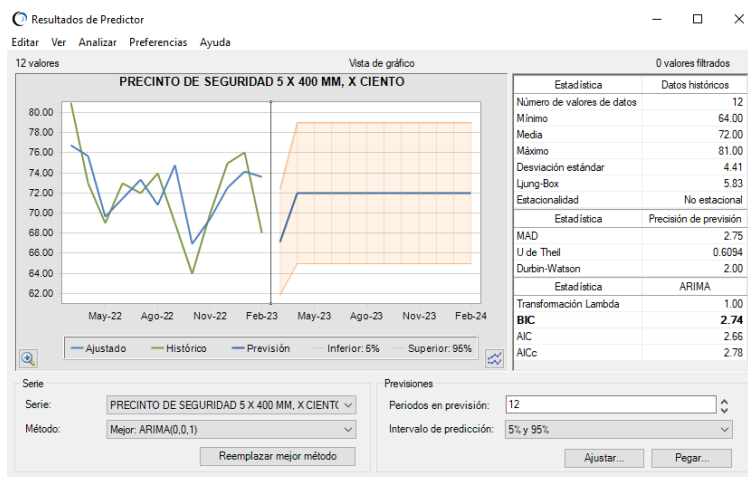 Resultados de Predictor
Editar Ver Analizar Preferencias Ayuda
12 valores Vista de gráfico 0 valores filtrados
PRECINTO DE SEGURIDAD 5 X 400 MM, X CIENTO
80.00
78.00
76.00
74.00
72.00
70.00
68.00
66.00
64.00
62.00
May-22 Ago-22 Nov-22 Feb-23 May-23 Ago-23 Nov-23 Feb-24
Ajustado Histórico Previsión Inferior: 5% Superior: 95%
Estadística Datos históricos
Número de valores de datos 12
Mínimo 64.00
Media 72.00
Máximo 81.00
Desviación estándar 4.41
Ljung-Box 5.83
Estacionalidad No estacional
Estadística Precisión de previsión
MAD 2.75
U de Theil 0.6094
Durbin-Watson 2.00
Estadística ARIMA
Transformación Lambda 1.00
BIC 2.74
AIC 2.66
AICc 2.78
Serie
Serie: PRECINTO DE SEGURIDAD 5 X 400 MM, X CIENT(
Método: Mejor: ARIMA(0,0,1)
Reemplazar mejor método
Previsiones
Periodos en previsión: 12
Intervalo de predicción: 5% y 95%
Ajustar... Pegar...